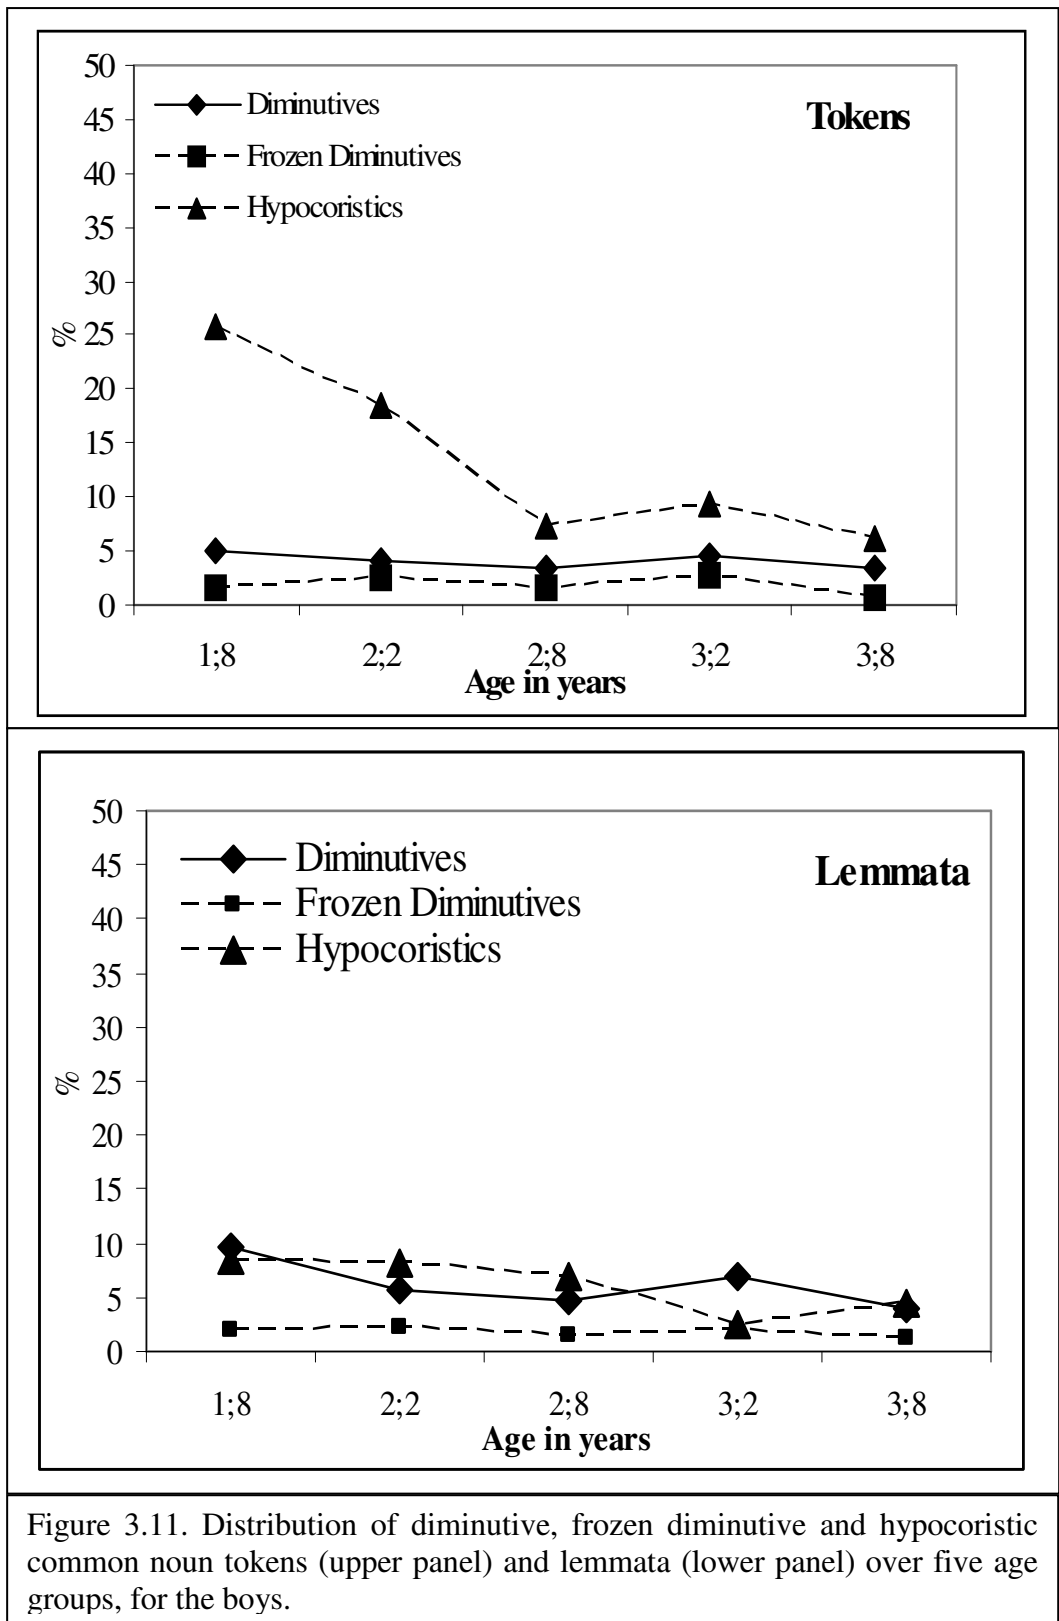 50
45
40
35
30
25
20
15
10
5
0
%
Diminutives
Frozen Diminutives
Hypocoristics
Tokens
1;8 2;2 2;8 3;2 3;8
Age in years
50
45
40
35
30
25
20
15
10
5
0
%
Diminutives
Frozen Diminutives
Hypocoristics
Lemmata
1;8 2;2 2;8 3;2 3;8
Age in years
Figure 3.11. Distribution of diminutive, frozen diminutive and hypocoristic
common noun tokens (upper panel) and lemmata (lower panel) over five age
groups, for the boys.